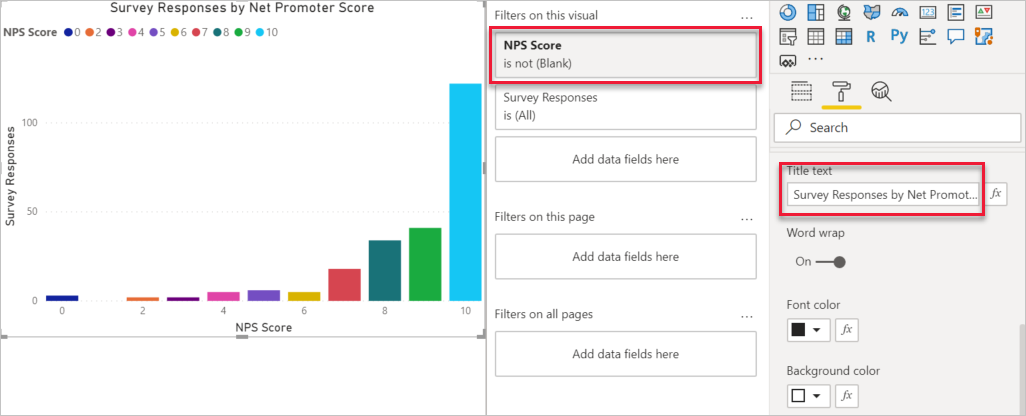 Survey Responses by Net Promoter Score
NPS Score 0 2 3 4 5 6 7 8 9 10
Survey Responses
100
50
0
0 2 4 6 8 10
NPS Score
Filters on this visual ...
NPS Score
is not (Blank)
Survey Responses
is (All)
Add data fields here
Filters on this page ...
Add data fields here
Filters on all pages ...
Add data fields here
123
R Py
...
Search
Title text
Survey Responses by Net Promot... fx
Word wrap
On
Font color
fx
Background color
fx